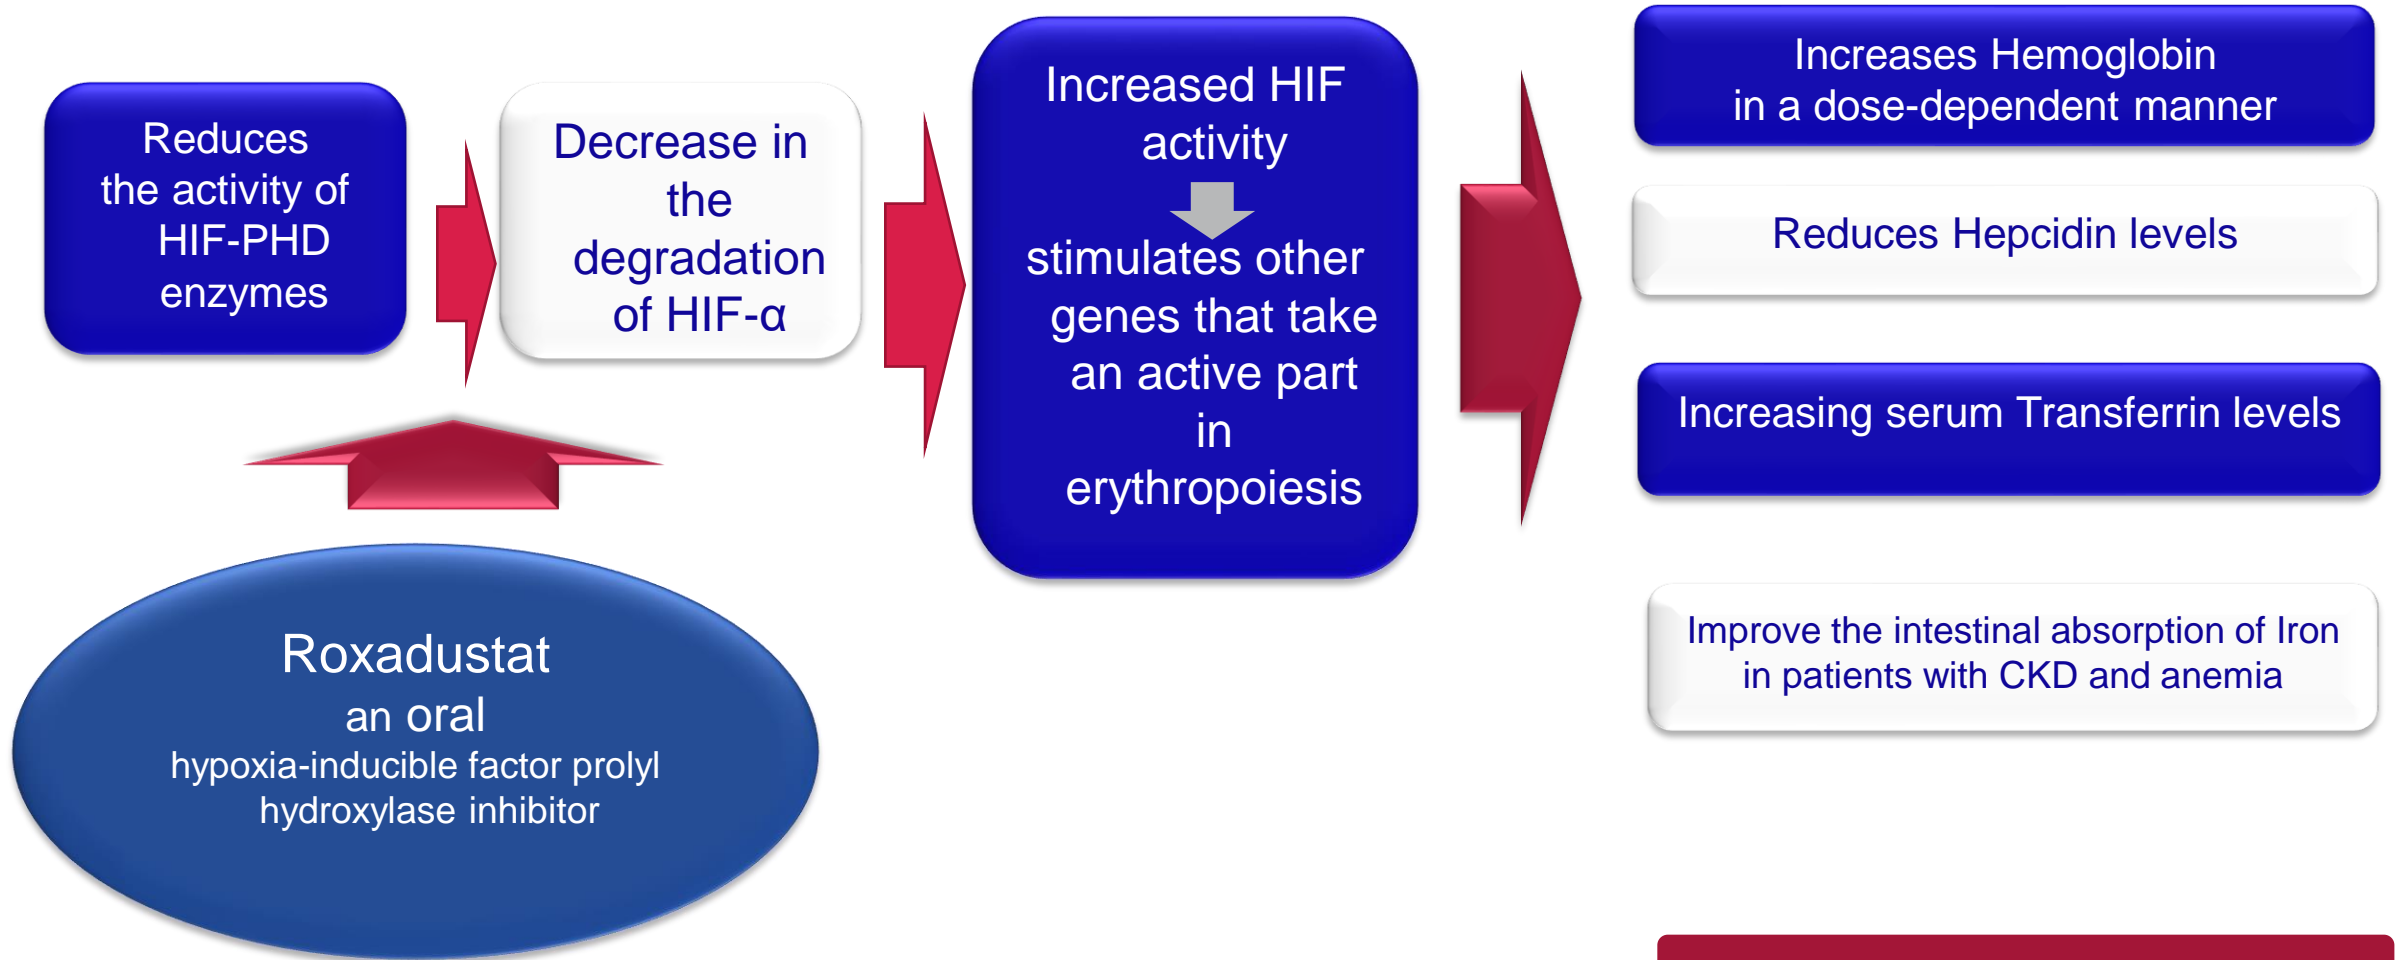 Reduces
the activity of
HIF-PHD
enzymes
Decrease in
the
degradation
of HIF-α
Increased HIF
activity
stimulates other
genes that take
an active part
in
erythropoiesis
Increases Hemoglobin
in a dose-dependent manner
Reduces Hepcidin levels
Increasing serum Transferrin levels
Improve the intestinal absorption of Iron
in patients with CKD and anemia
Roxadustat
an oral
hypoxia-inducible factor prolyl
hydroxylase inhibitor